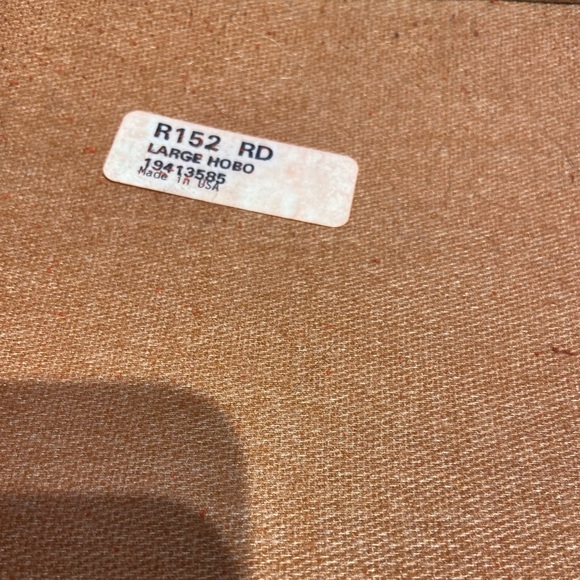 R152 RD
LARGE HOBO
19413585
Made in USA